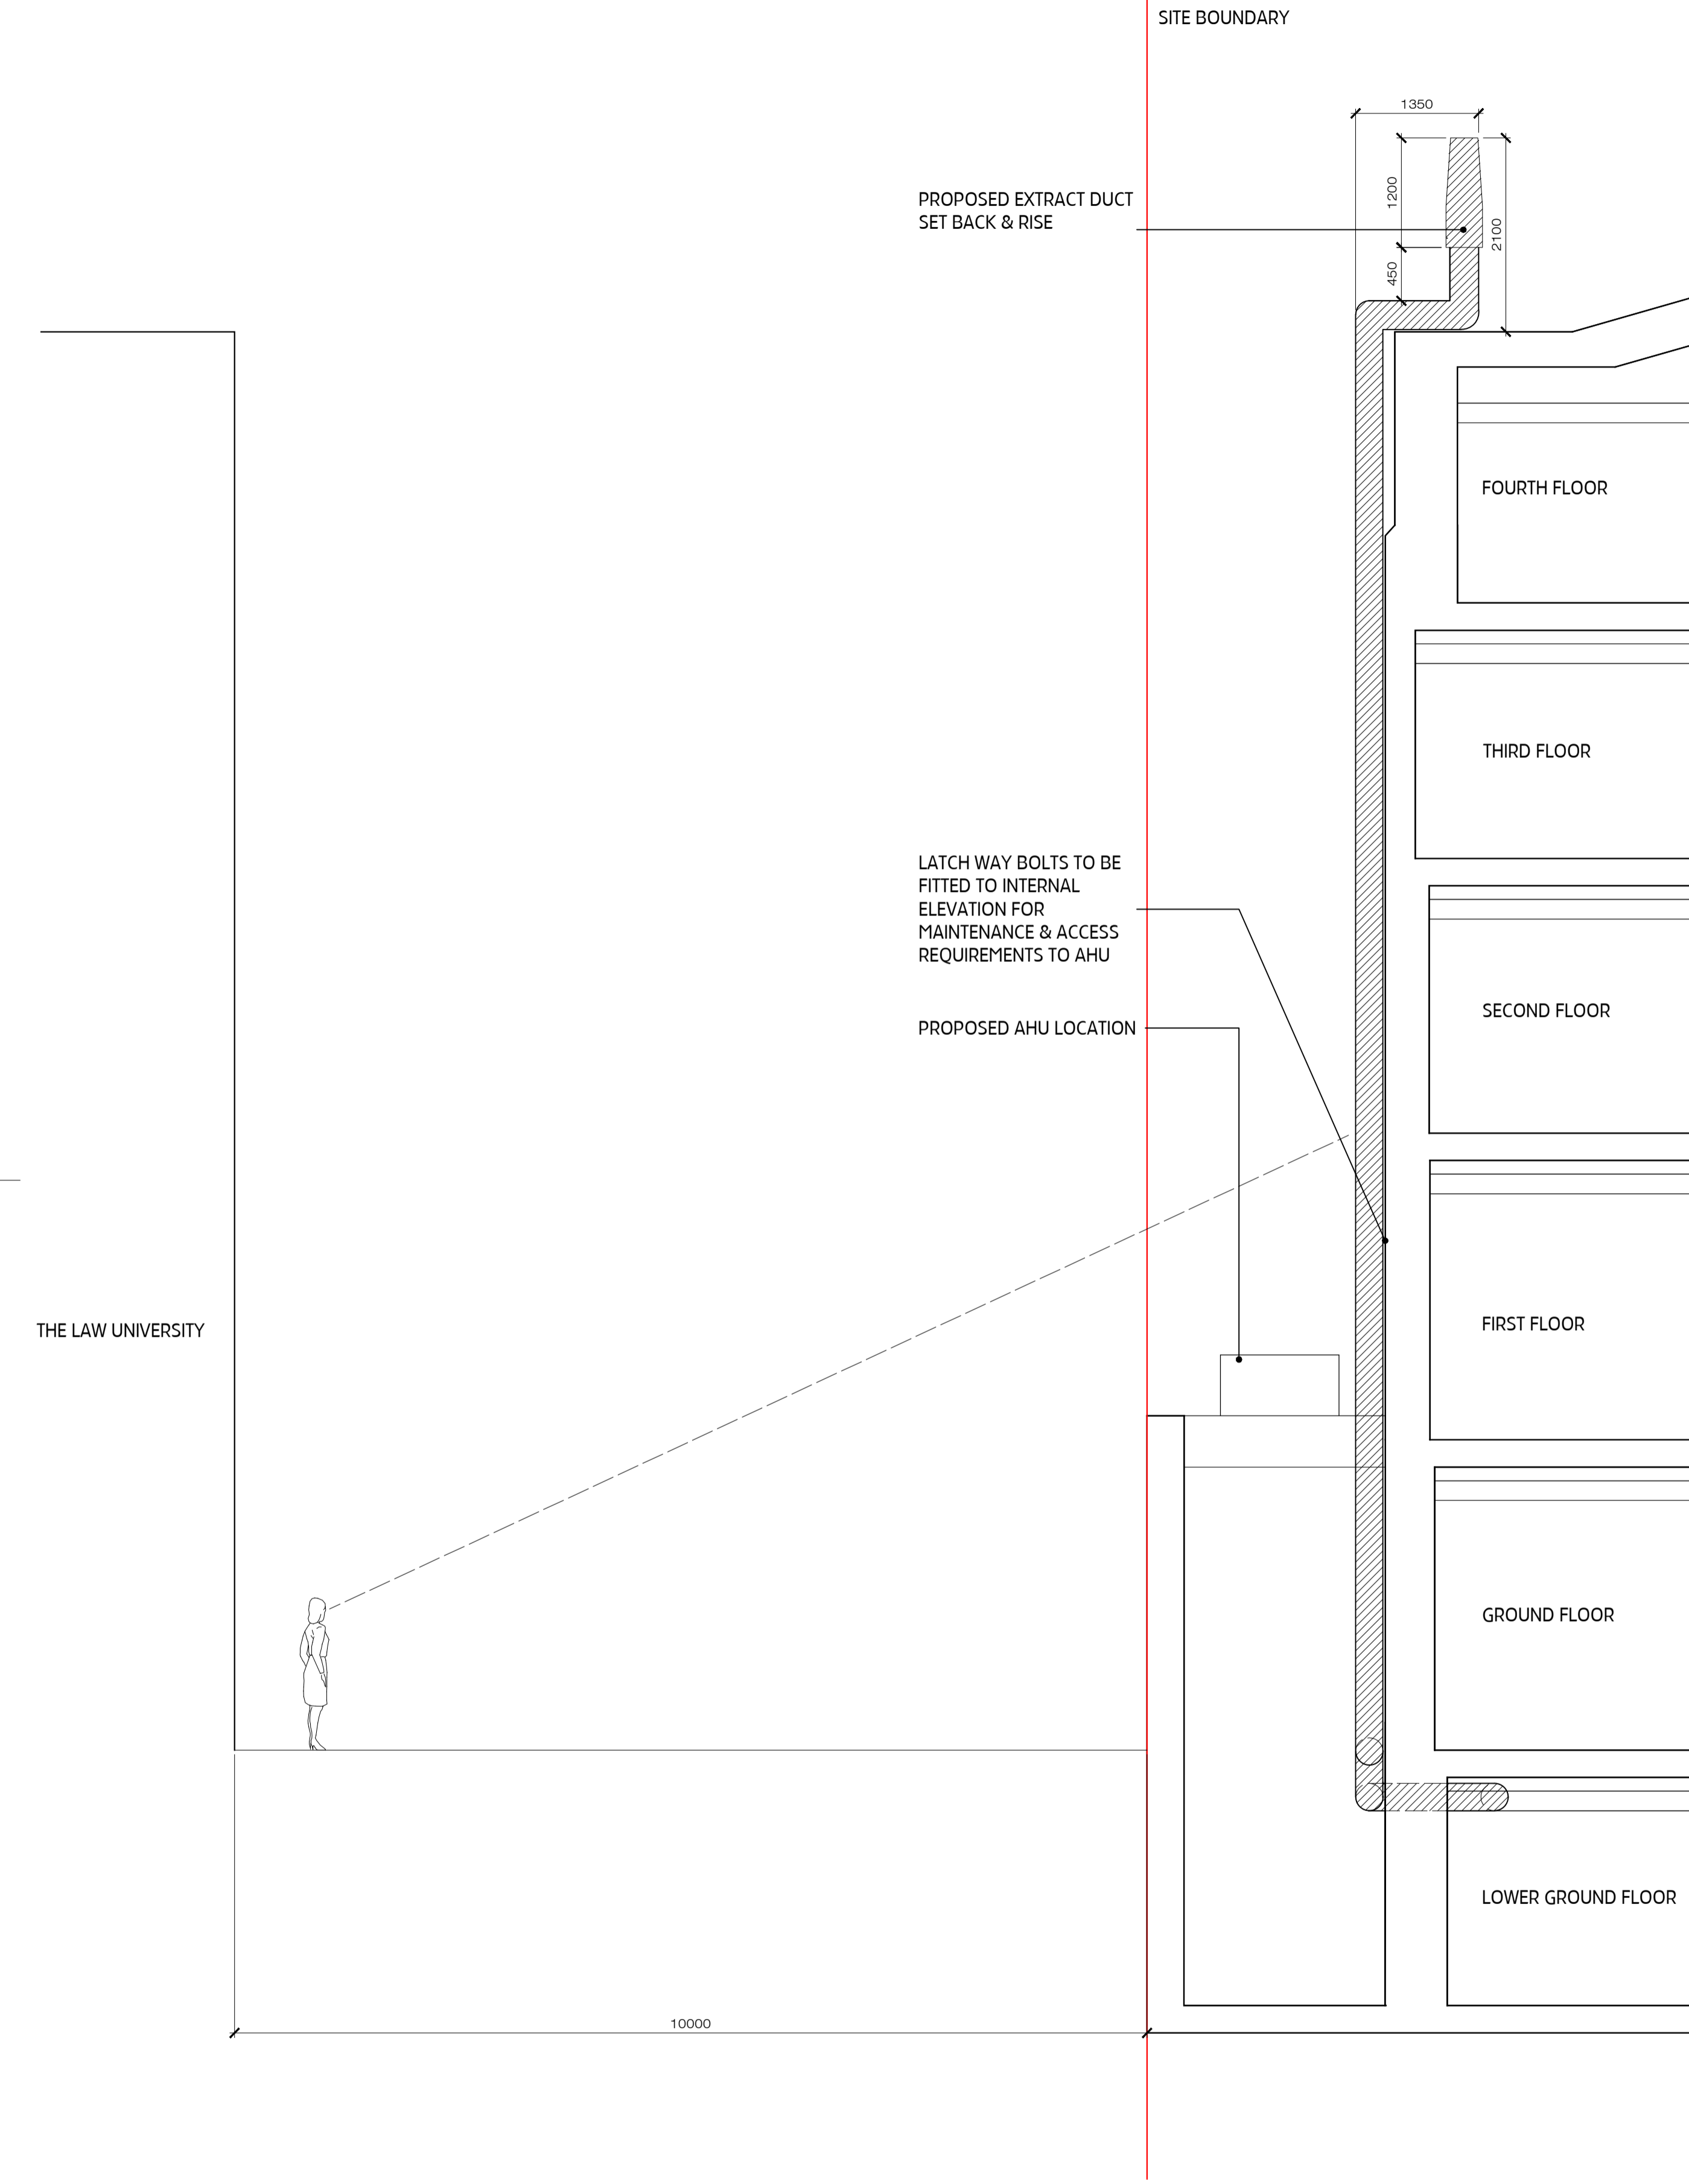 SITE BOUNDARY
1350
PROPOSED EXTRACT DUCT
SET BACK & RISE
1200
2100
450
FOURTH FLOOR
THIRD FLOOR
LATCH WAY BOLTS TO BE
FITTED TO INTERNAL
ELEVATION FOR
MAINTENANCE & ACCESS
REQUIREMENTS TO AHU
SECOND FLOOR
PROPOSED AHU LOCATION
FIRST FLOOR
THE LAW UNIVERSITY
GROUND FLOOR
LOWER GROUND FLOOR
10000